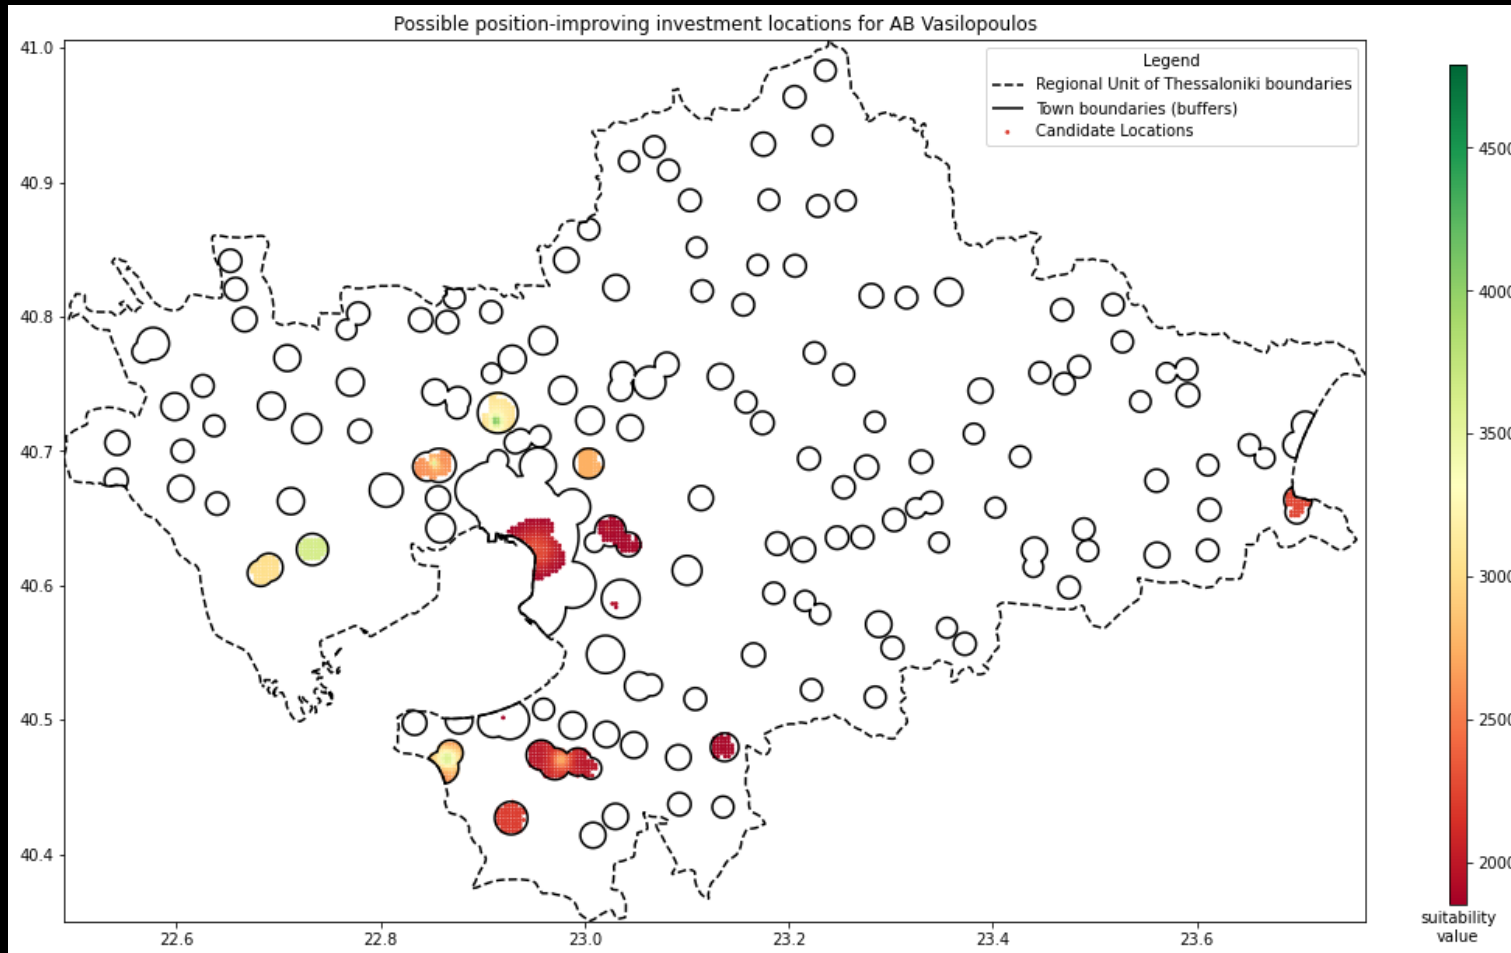 Possible position-improving investment locations for AB Vasilopoulos
41.0
40.9
40.8
40.7
40.6
40.5
40.4
22.6 22.8 23.0 23.2 23.4 23.6
Legend
Regional Unit of Thessaloniki boundaries
Town boundaries (buffers)
Candidate Locations
4500
4000
3500
3000
2500
2000
suitability
value